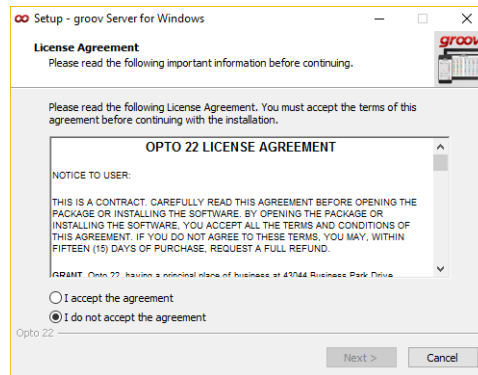 Setup - groov Server for Windows
License Agreement
Please read the following important information before continuing.
groov
Please read the following License Agreement. You must accept the terms of this
agreement before continuing with the installation.
OPTO 22 LICENSE AGREEMENT
NOTICE TO USER:
THIS IS A CONTRACT. CAREFULLY READ THIS AGREEMENT BEFORE OPENING THE
PACKAGE OR INSTALLING THE SOFTWARE. BY OPENING THE PACKAGE OR
INSTALLING THE SOFTWARE, YOU ACCEPT ALL THE TERMS AND CONDITIONS OF
THIS AGREEMENT. IF YOU DO NOT AGREE TO THESE TERMS, YOU MAY, WITHIN
FIFTEEN (15) DAYS OF PURCHASE, REQUEST A FULL REFUND.
GRANT. Opto 22, having a principal place of business at 43044 Business Park Drive
I accept the agreement
I do not accept the agreement
Opto 22
Next >
Cancel